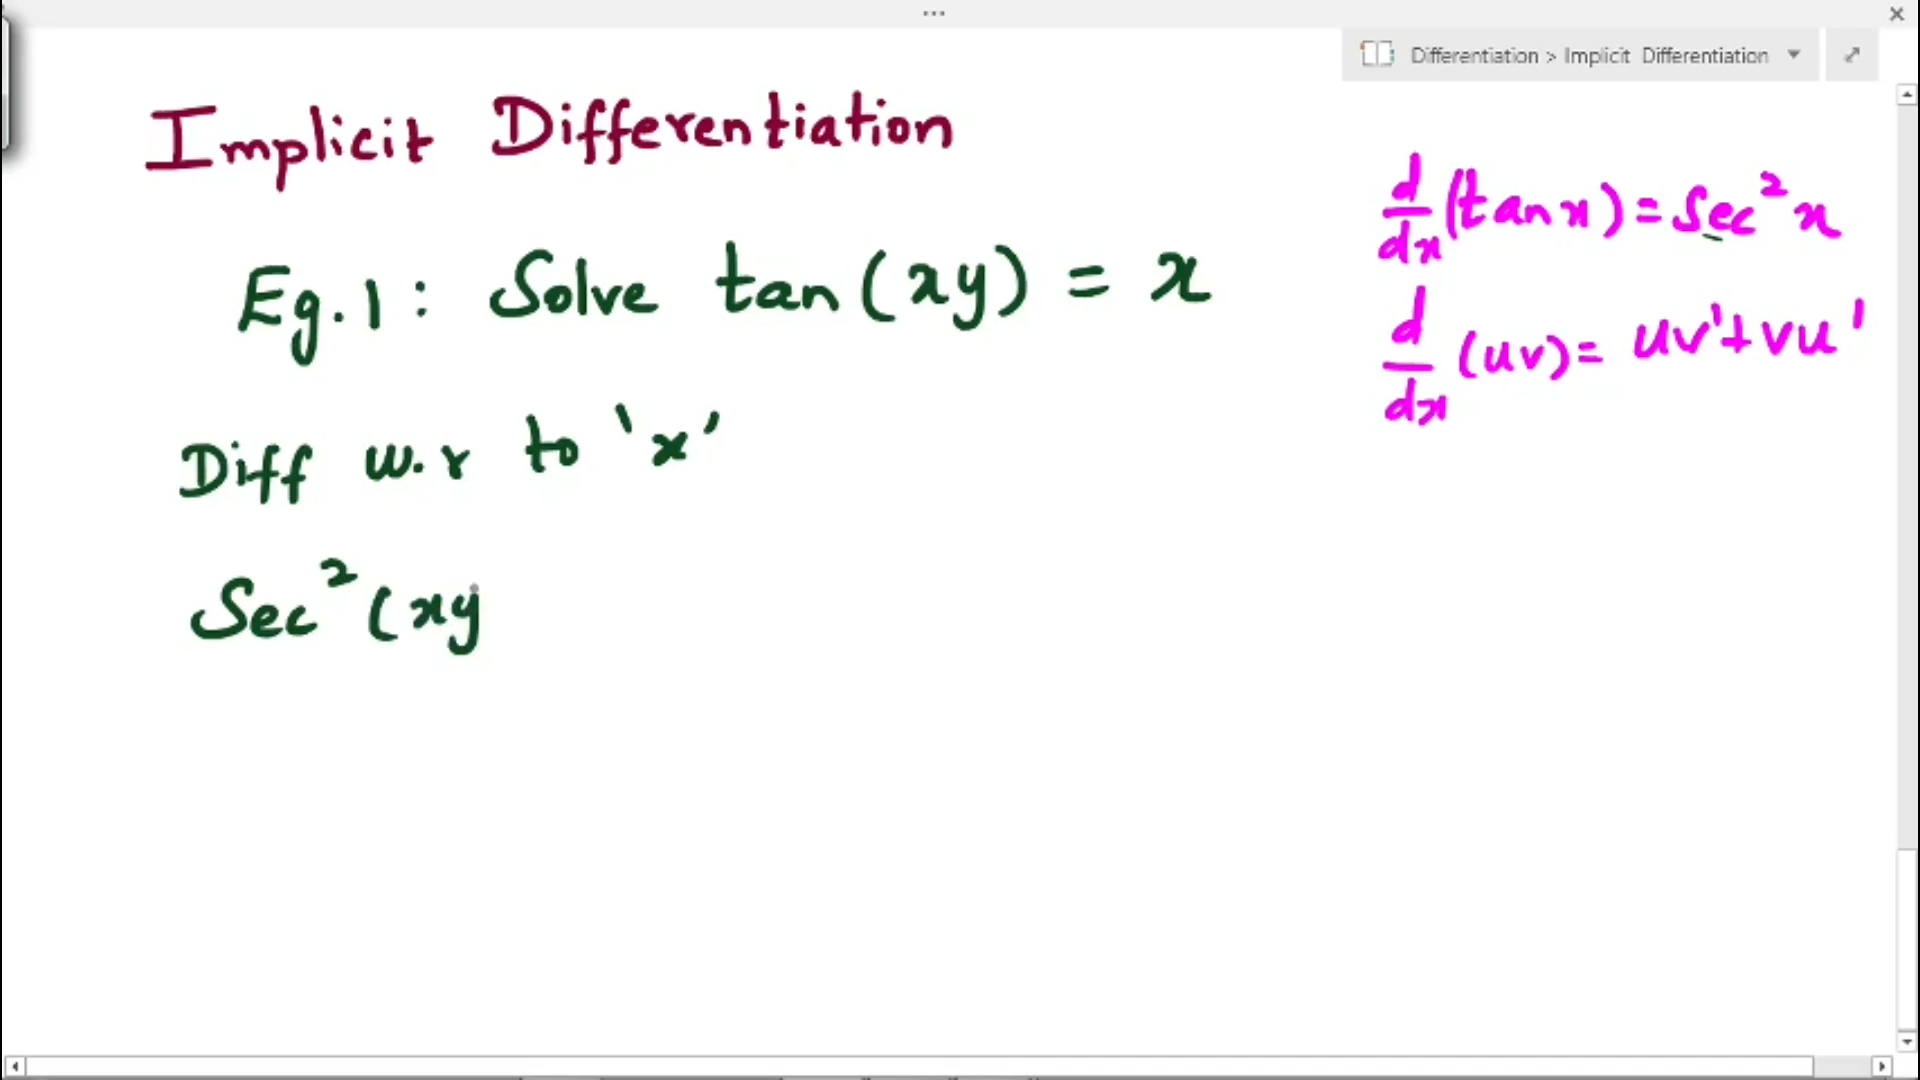 Differentiation > Implicit Differentiation
Implicit Differentiation
Eg.1: Solve tan(xy) = x
Diff w.r to 'x'
Sec² (xy
d/dx (tan x) = Sec² x
d/dx (uv) = uv' + vu'